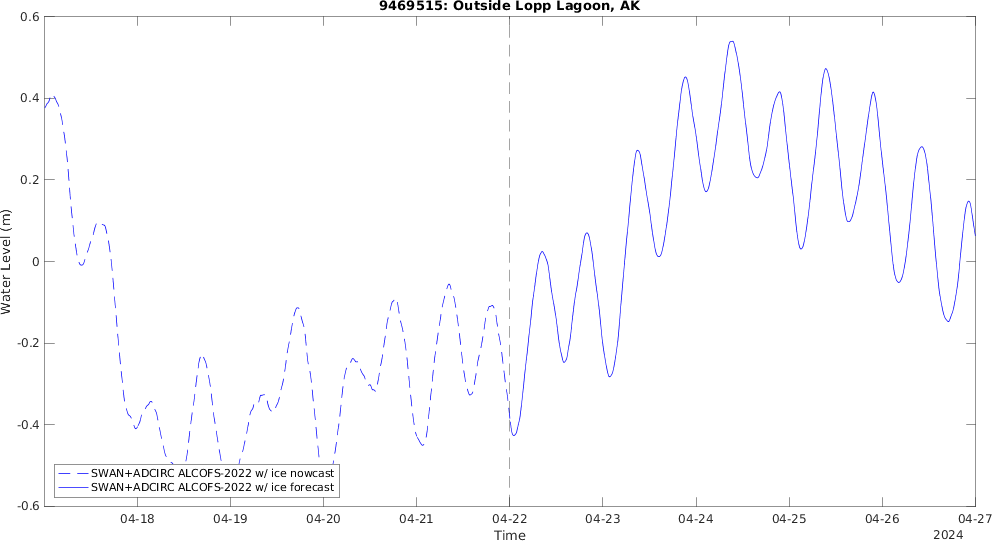 9469515: Outside Lopp Lagoon, AK
0.6
0.4
0.2
0
-0.2
-0.4
-0.6
Water Level (m)
SWAN+ADCIRC ALCOFS-2022 w/ ice nowcast
SWAN+ADCIRC ALCOFS-2022 w/ ice forecast
04-18 04-19 04-20 04-21 04-22 04-23 04-24 04-25 04-26 04-27
Time
2024